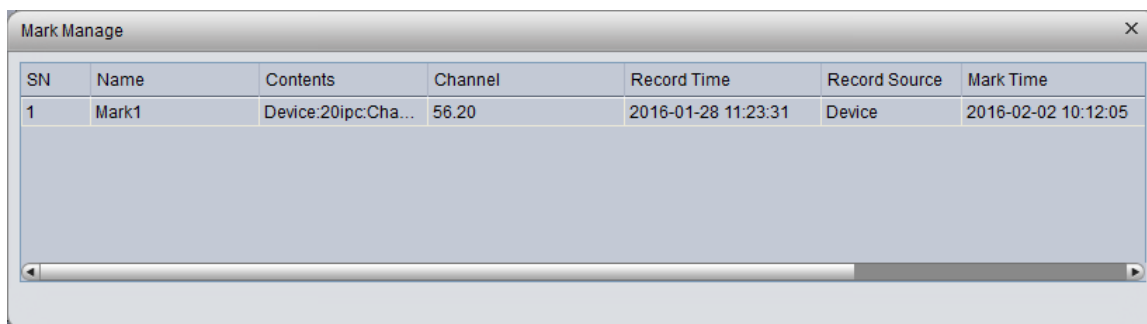 Mark Manage
SN Name Contents Channel Record Time Record Source Mark Time
1 Mark1 Device:20ipc:Cha... 56.20 2016-01-28 11:23:31 Device 2016-02-02 10:12:05